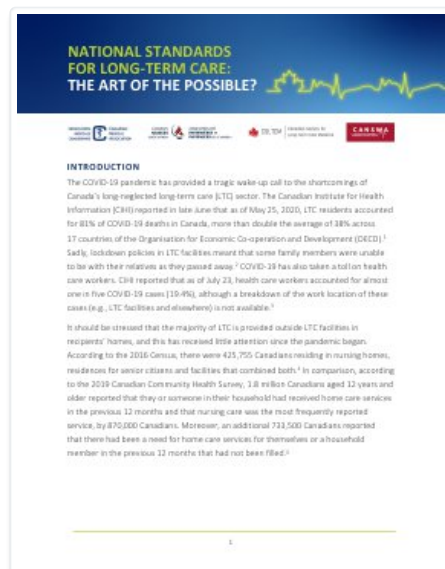 NATIONAL STANDARDS
FOR LONG-TERM CARE:
THE ART OF THE POSSIBLE?
CANADIAN MEDICAL ASSOCIATION
CANEMA
INTRODUCTION
The COVID-19 pandemic has provided a tragic wake-up call to the shortcomings of
Canada's long-neglected long-term care (LTC) sector. The Canadian Institute for Health
Information (CIHI) reported in late June that as of May 25, 2020, LTC residents accounted
for 81% of COVID-19 deaths in Canada, more than double the average of 38% across
17 countries of the Organisation for Economic Co-operation and Development (OECD).1
Sadly, lockdown policies in LTC facilities meant that some family members were unable
to be with their relatives as they passed away.2 COVID-19 has also taken a toll on health
care workers. CIHI reported that as of July 23, health care workers accounted for almost
one in five COVID-19 cases (19.4%), although a breakdown of the work location of these
cases (e.g., LTC facilities and elsewhere) is not available.3
It should be stressed that the majority of LTC is provided outside LTC facilities in
recipients' homes, and this has received little attention since the pandemic began.
According to the 2016 Census, there were 425,755 Canadians residing in nursing homes,
residences for senior citizens and facilities that combined both.4 In comparison, according
to the 2019 Canadian Community Health Survey, 1.8 million Canadians aged 12 years and
older reported that they or someone in their household had received home care services
in the previous 12 months and that nursing care was the most frequently reported
service, by 870,000 Canadians. Moreover, an additional 733,500 Canadians reported
that there had been a need for home care services for themselves or a household
member in the previous 12 months that had not been filled.5
1